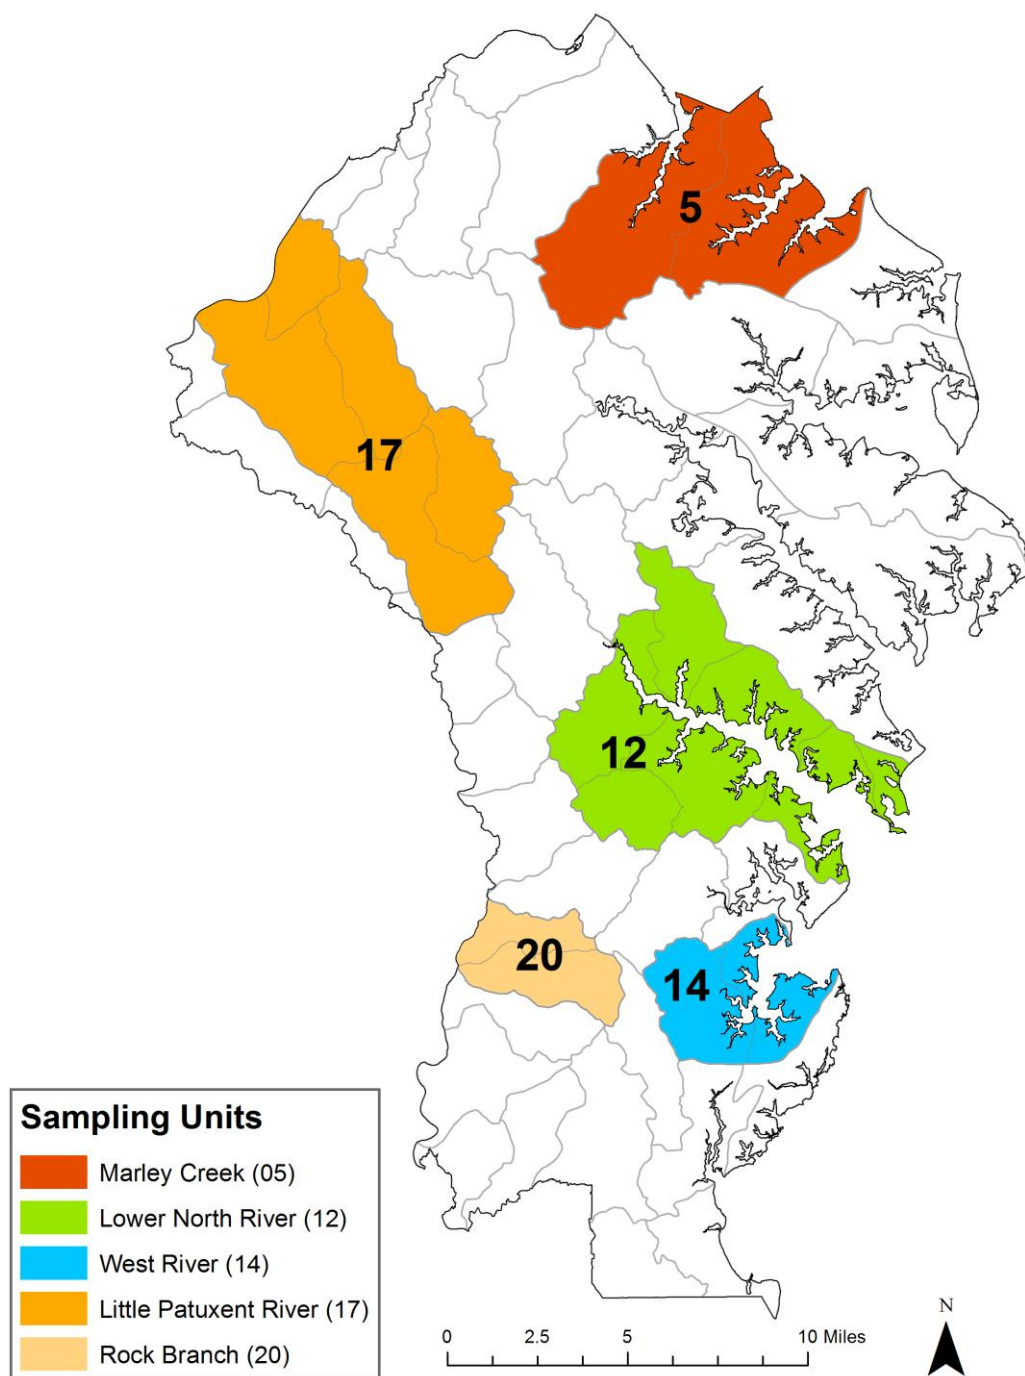 5
17
12
20
14
Sampling Units
Marley Creek (05)
Lower North River (12)
West River (14)
Little Patuxent River (17)
Rock Branch (20)
0 2.5 5 10 Miles
N